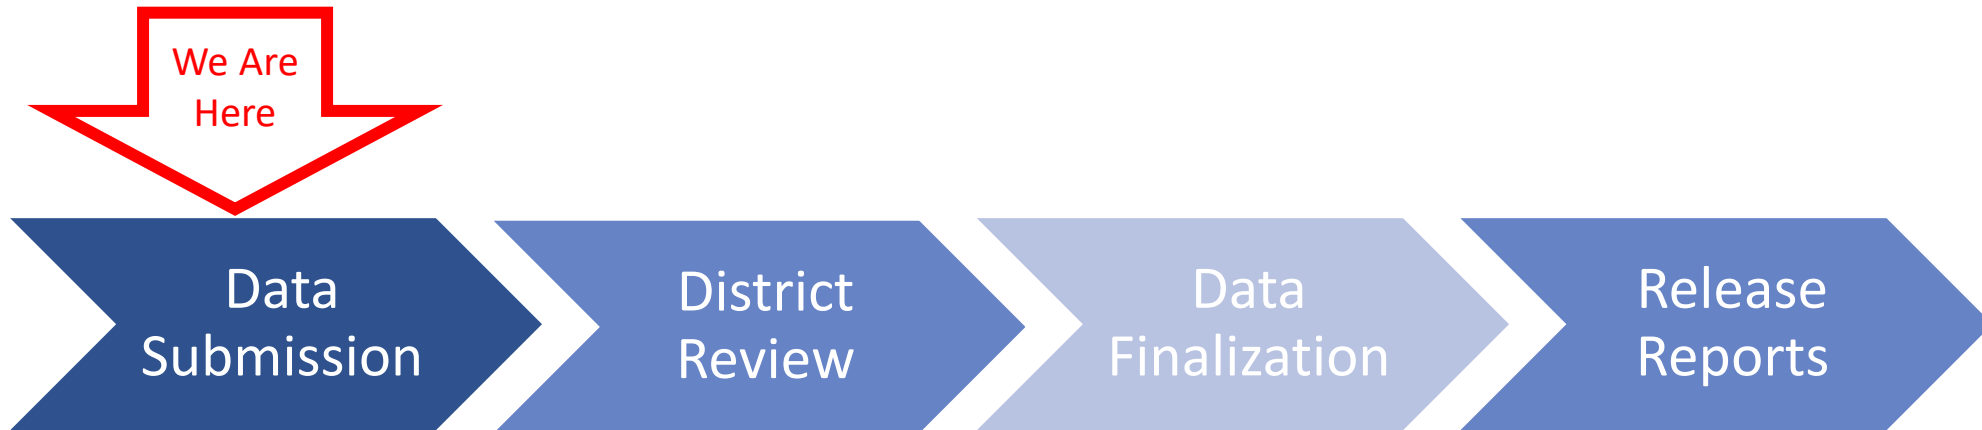 We Are
Here
Data
Submission
District
Review
Data
Finalization
Release
Reports